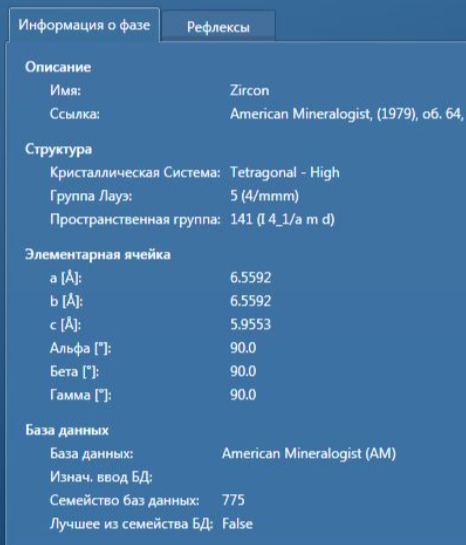 Информация о фазе
Рефлексы
Описание
Имя: Zircon
Ссылка: American Mineralogist, (1979), об. 64,
Структура
Кристаллическая Система: Tetragonal - High
Группа Лауэ: 5 (4/mmm)
Пространственная группа: 141 (I 4_1/a m d)
Элементарная ячейка
a [Å]: 6.5592
b [Å]: 6.5592
c [Å]: 5.9553
Альфа [°]: 90.0
Бета [°]: 90.0
Гамма [°]: 90.0
База данных
База данных: American Mineralogist (AM)
Изнач. ввод БД:
Семейство баз данных: 775
Лучшее из семейства БД: False